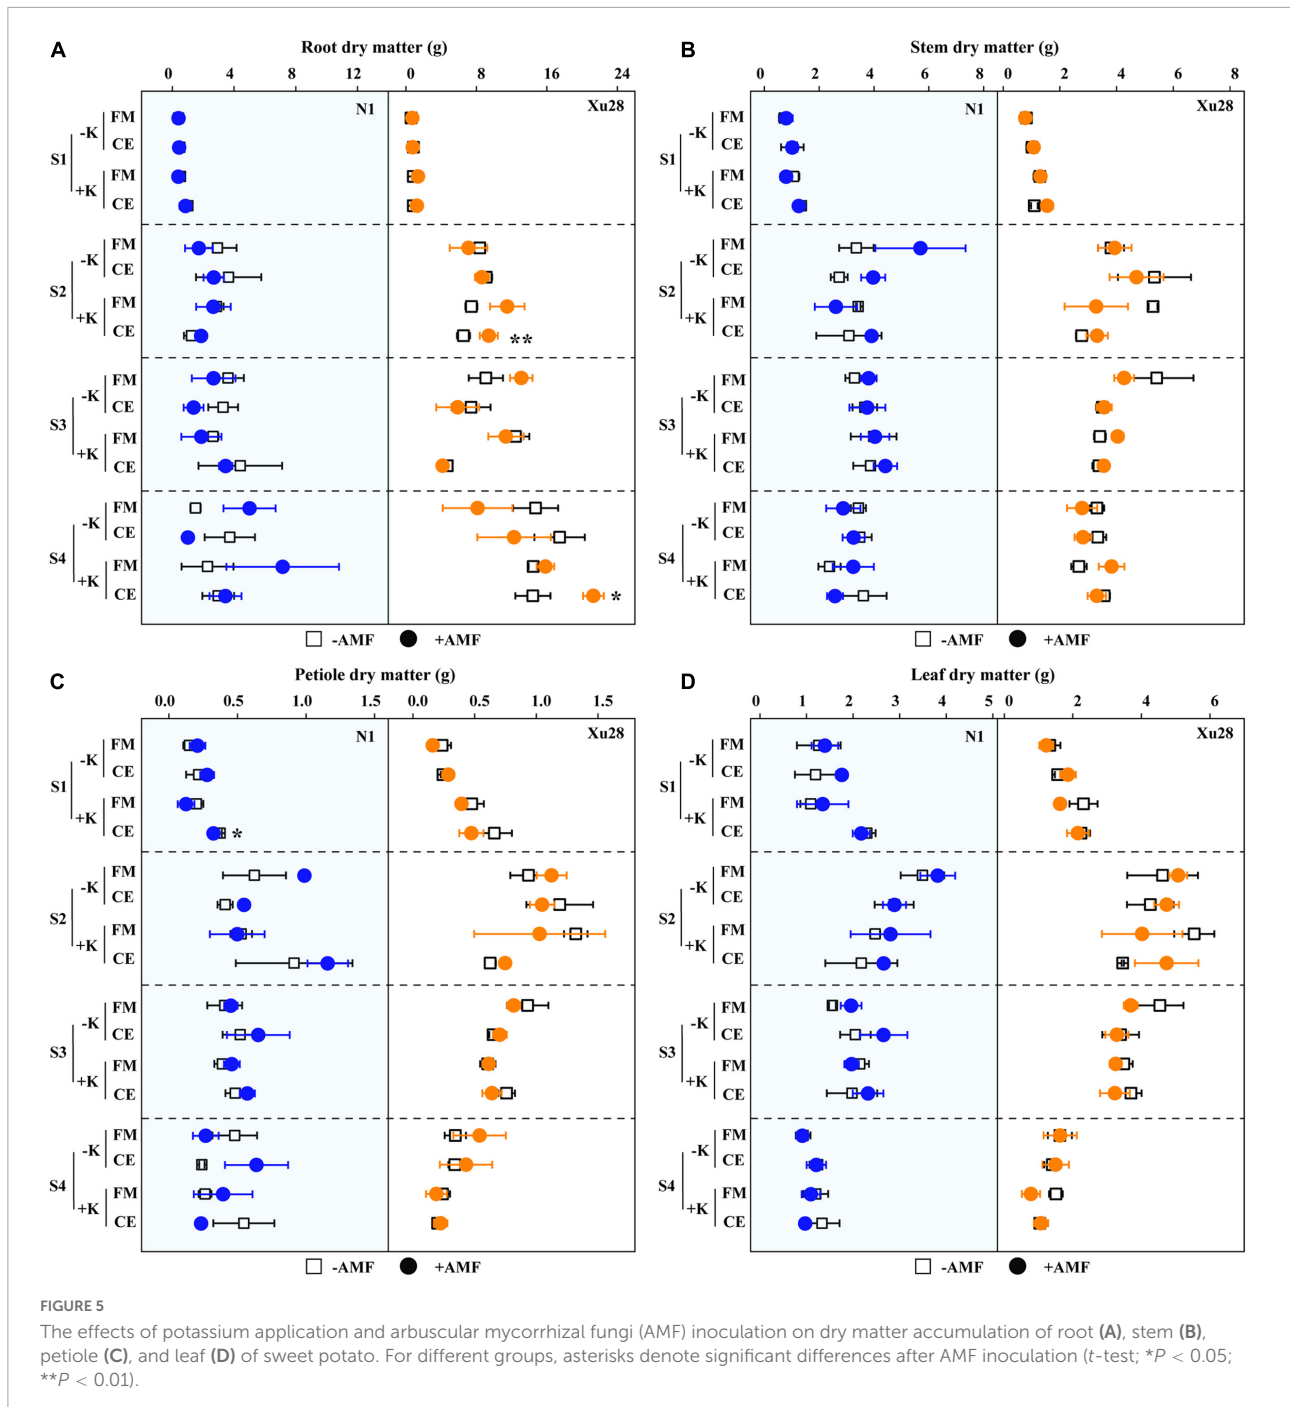 A
Root dry matter (g)
0 4 8 12 0 8 16 24
N1 Xu28
S1 -K FM
CE
+K FM
CE
S2 -K FM
CE
+K FM
CE **
S3 -K FM
CE
+K FM
CE
S4 -K FM
CE
+K FM
CE *
-AMF +AMF
B
Stem dry matter (g)
0 2 4 6 8 0 2 4 6 8
N1 Xu28
S1 -K FM
CE
+K FM
CE
S2 -K FM
CE
+K FM
CE
S3 -K FM
CE
+K FM
CE
S4 -K FM
CE
+K FM
CE
-AMF +AMF
C
Petiole dry matter (g)
0.0 0.5 1.0 1.5 0.0 0.5 1.0 1.5
N1 Xu28
S1 -K FM
CE
+K FM
CE *
S2 -K FM
CE
+K FM
CE
S3 -K FM
CE
+K FM
CE
S4 -K FM
CE
+K FM
CE
-AMF +AMF
D
Leaf dry matter (g)
0 1 2 3 4 5 0 2 4 6
N1 Xu28
S1 -K FM
CE
+K FM
CE
S2 -K FM
CE
+K FM
CE
S3 -K FM
CE
+K FM
CE
S4 -K FM
CE
+K FM
CE
-AMF +AMF
FIGURE 5
The effects of potassium application and arbuscular mycorrhizal fungi (AMF) inoculation on dry matter accumulation of root (A), stem (B),
petiole (C), and leaf (D) of sweet potato. For different groups, asterisks denote significant differences after AMF inoculation (t-test; *P < 0.05;
**P < 0.01).